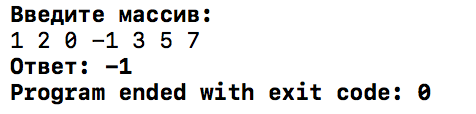 Введите массив:
1 2 0 -1 3 5 7
Ответ: -1
Program ended with exit code: 0